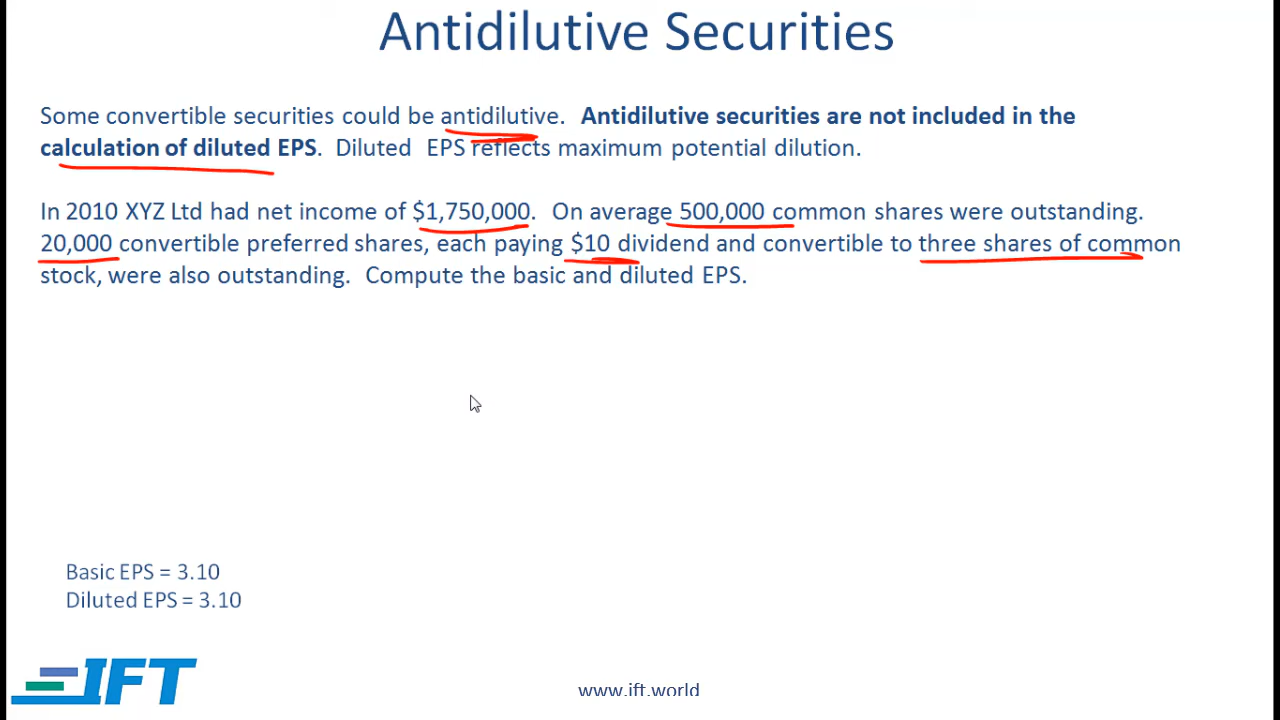 Antidilutive Securities
Some convertible securities could be antidilutive. Antidilutive securities are not included in the
calculation of diluted EPS. Diluted EPS reflects maximum potential dilution.
In 2010 XYZ Ltd had net income of $1,750,000. On average 500,000 common shares were outstanding.
20,000 convertible preferred shares, each paying $10 dividend and convertible to three shares of common
stock, were also outstanding. Compute the basic and diluted EPS.
Basic EPS = 3.10
Diluted EPS = 3.10
IFT
www.ift.world